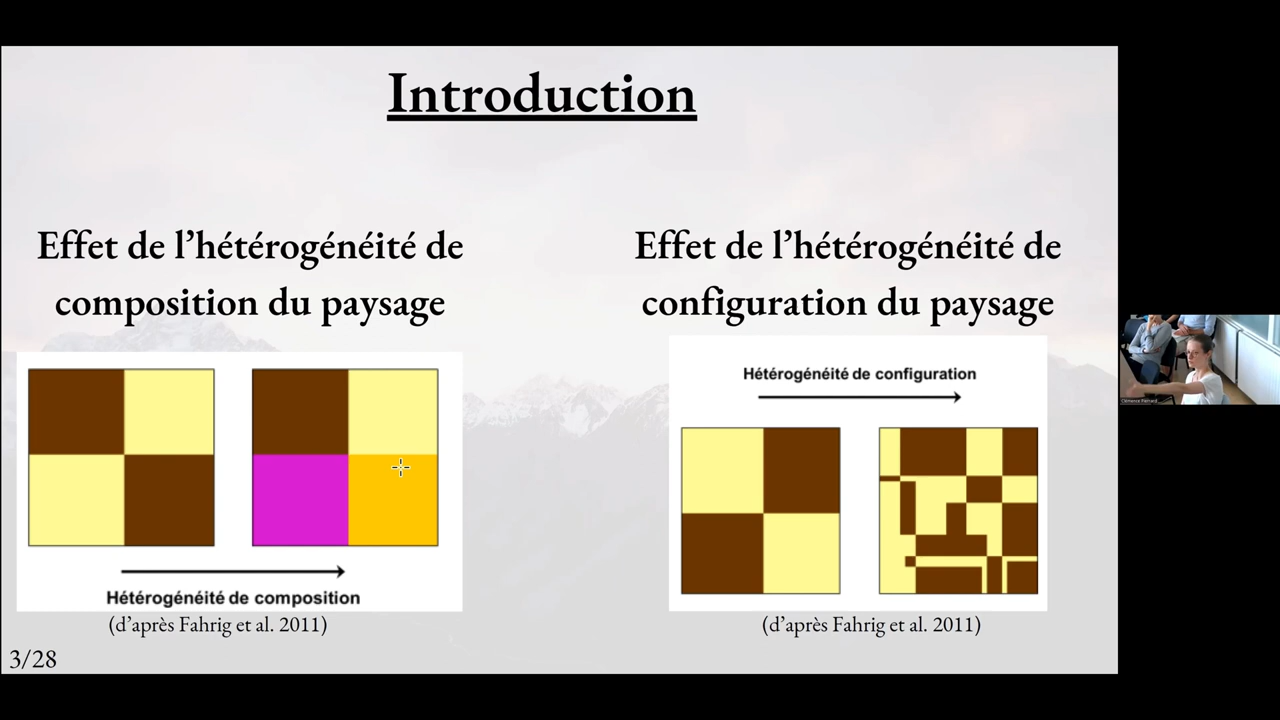 Introduction
Effet de l'hétérogénéité de
composition du paysage
Hétérogénéité de composition
(d'après Fahrig et al. 2011)
Effet de l'hétérogénéité de
configuration du paysage
Hétérogénéité de configuration
(d'après Fahrig et al. 2011)
3/28